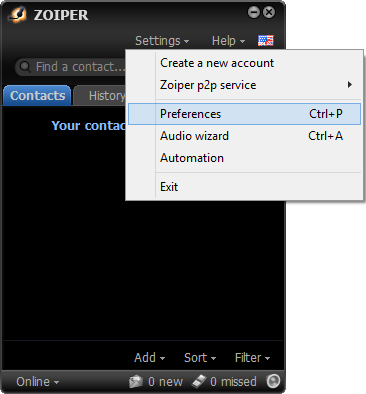 ZOIPER
Settings Help
Find a contact...
Contacts History
Your contac
Create a new account
Zoiper p2p service
Preferences Ctrl+P
Audio wizard Ctrl+A
Automation
Exit
Add Sort Filter
Online 0 new 0 missed